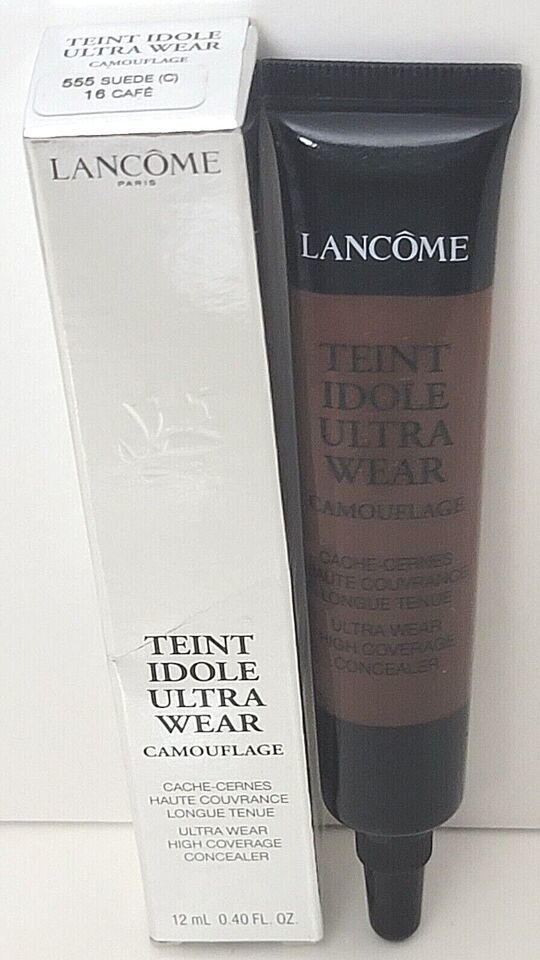 TEINT IDOLE
ULTRA WEAR
CAMOUFLAGE
555 SUEDE (C)
16 CAFÉ
LANCÔME
PARIS
TEINT
IDOLE
ULTRA
WEAR
CAMOUFLAGE
CACHE-CERNES
HAUTE COUVRANCE
LONGUE TENUE
ULTRA WEAR
HIGH COVERAGE
CONCEALER
12 mL 0.40 FL. OZ.
LANCÔME
TEINT
IDOLE
ULTRA
WEAR
CAMOUFLAGE
CACHE-CERNES
HAUTE COUVRANCE
LONGUE TENUE
ULTRA WEAR
HIGH COVERAGE
CONCEALER